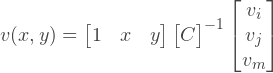 v(x, y) = [1 x y] [C]^{-1} [v_i v_j v_m]